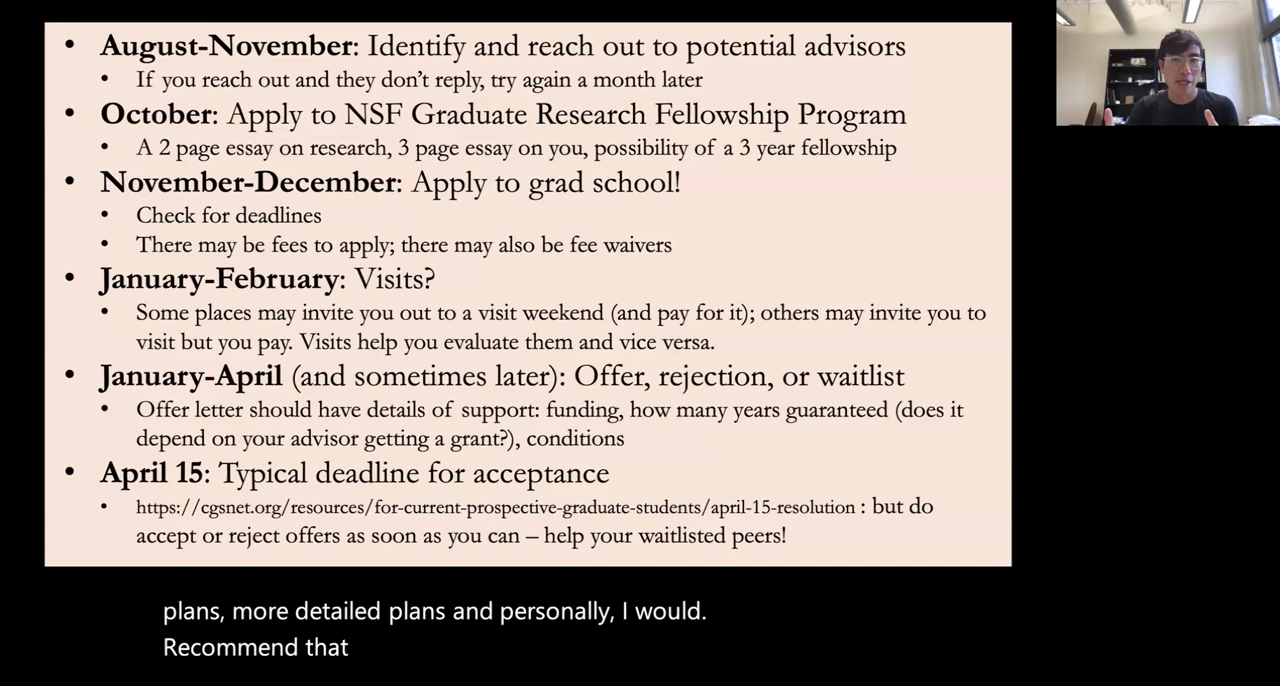 • August-November: Identify and reach out to potential advisors
• If you reach out and they don't reply, try again a month later
• October: Apply to NSF Graduate Research Fellowship Program
• A 2 page essay on research, 3 page essay on you, possibility of a 3 year fellowship
• November-December: Apply to grad school!
• Check for deadlines
• There may be fees to apply; there may also be fee waivers
• January-February: Visits?
• Some places may invite you out to a visit weekend (and pay for it); others may invite you to
visit but you pay. Visits help you evaluate them and vice versa.
• January-April (and sometimes later): Offer, rejection, or waitlist
• Offer letter should have details of support: funding, how many years guaranteed (does it
depend on your advisor getting a grant?), conditions
• April 15: Typical deadline for acceptance
• https://cgsnet.org/resources/for-current-prospective-graduate-students/april-15-resolution : but do
accept or reject offers as soon as you can – help your waitlisted peers!
plans, more detailed plans and personally, I would.
Recommend that